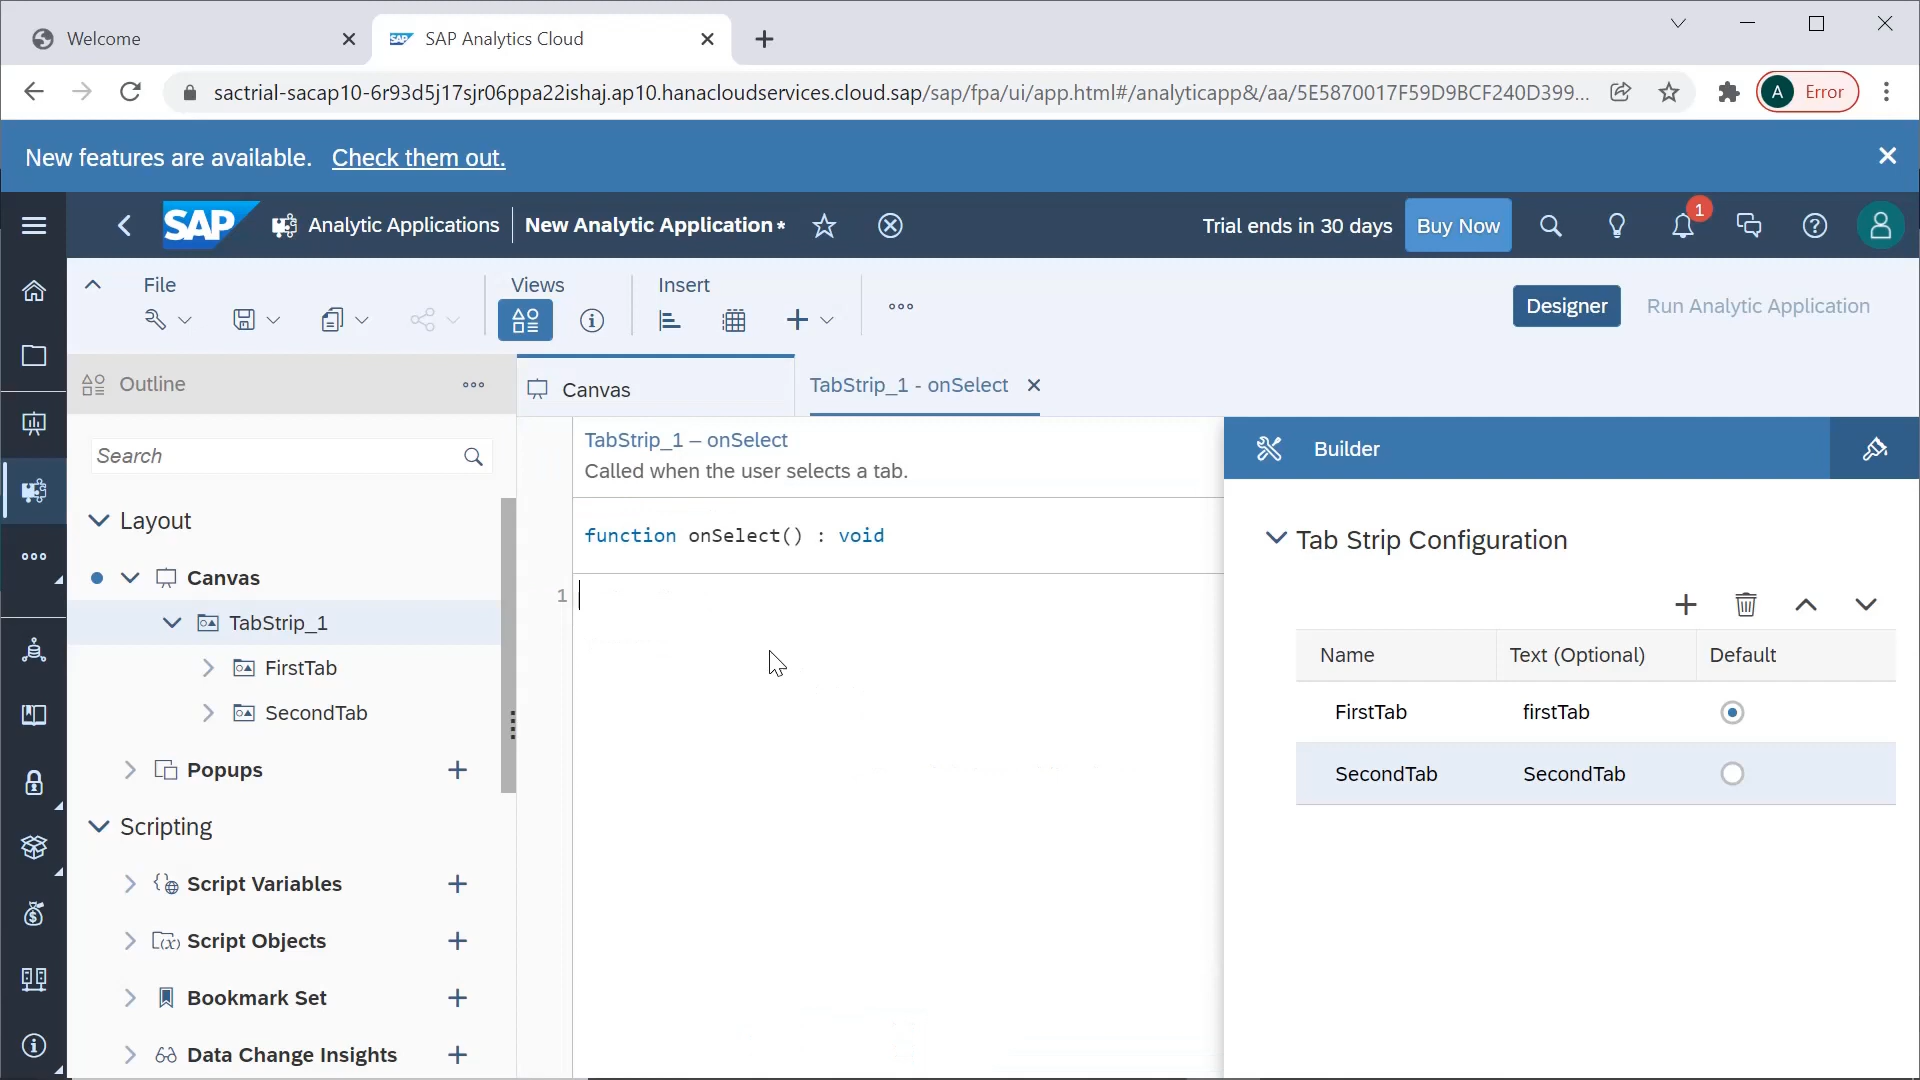 Welcome
SAP Analytics Cloud
sactrial-sacap10-6r93d5j17sjr06ppa22ishaj.ap10.hanacloudservices.cloud.sap/sap/fpa/ui/app.html#/analyticapp&/aa/5E5870017F59D9BCF240D399...
A Error
New features are available. Check them out.
SAP Analytic Applications New Analytic Application *
Trial ends in 30 days Buy Now 1
File Views Insert
Designer Run Analytic Application
Outline
Canvas
TabStrip_1 - onSelect
Search
TabStrip_1 – onSelect
Called when the user selects a tab.
function onSelect() : void
1
Layout
Canvas
TabStrip_1
FirstTab
SecondTab
Popups
Scripting
Script Variables
Script Objects
Bookmark Set
Data Change Insights
Builder
Tab Strip Configuration
Name Text (Optional) Default
FirstTab firstTab
SecondTab SecondTab